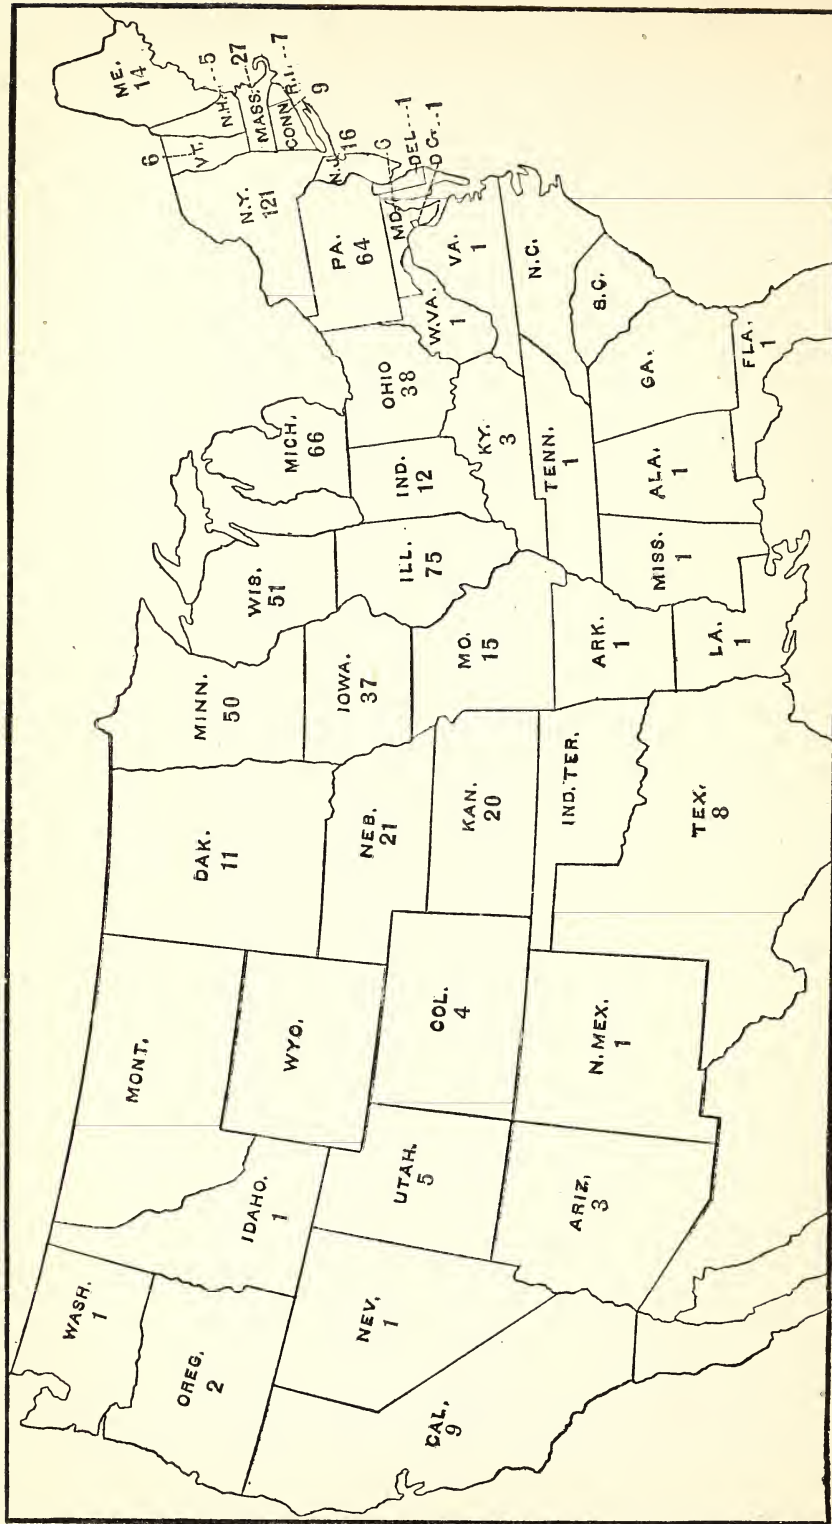 WASH.
1
OREG.
2
CAL.
9
NEV.
1
IDAHO.
1
MONT.
WYO.
UTAH.
5
ARIZ.
3
COL.
4
N. MEX.
1
DAK.
11
NEB.
21
KAN.
20
IND. TER.
TEX.
8
MINN.
50
IOWA.
37
MO.
15
ARK.
1
LA.
1
WIS.
51
ILL.
75
MICH.
66
IND.
12
OHIO
38
KY.
3
TENN.
1
MISS.
1
ALA.
1
GA.
FLA.
1
S.C.
N.C.
VA.
1
W.VA.
1
PA.
64
N.Y.
121
VT.
6
ME.
14
N.H. 5
MASS. 27
R.I. 7
CONN. 9
N.J.
16
MD. 6
DEL 1
D C. 1